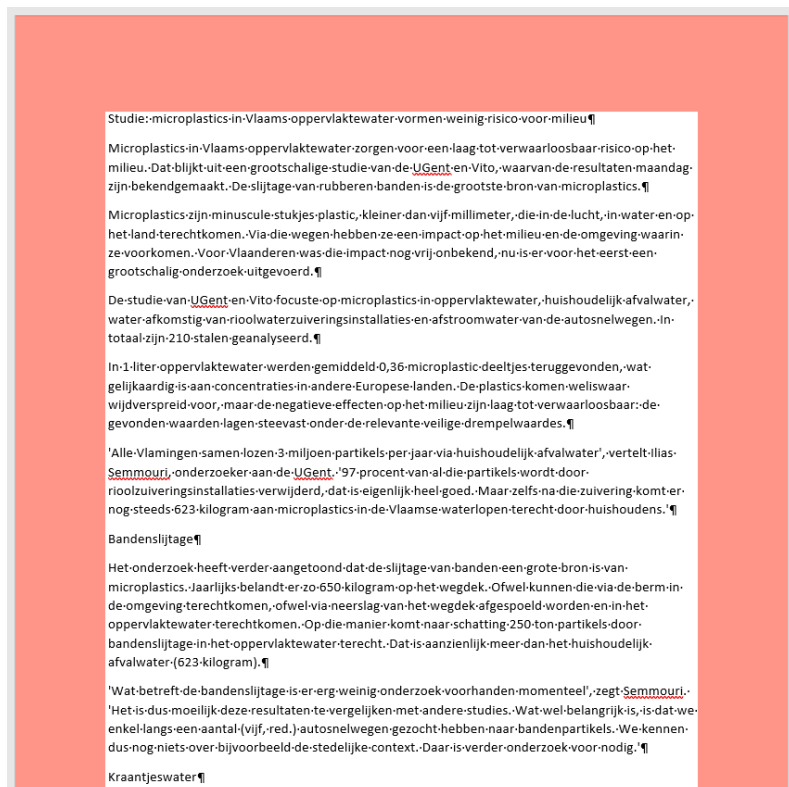 Studie: microplastics in Vlaams oppervlaktewater vormen weinig risico voor milieu¶
Microplastics in Vlaams oppervlaktewater zorgen voor een laag tot verwaarloosbaar risico op het
milieu. Dat blijkt uit een grootschalige studie van de UGent en Vito, waarvan de resultaten maandag
zijn bekendgemaakt. De slijtage van rubberen banden is de grootste bron van microplastics.¶
Microplastics zijn minuscule stukjes plastic, kleiner dan vijf millimeter, die in de lucht, in water en op
het land terechtkomen. Via die wegen hebben ze een impact op het milieu en de omgeving waarin
ze voorkomen. Voor Vlaanderen was die impact nog vrij onbekend, nu is er voor het eerst een
grootschalig onderzoek uitgevoerd.¶
De studie van UGent en Vito focuste op microplastics in oppervlaktewater, huishoudelijk afvalwater,
water afkomstig van rioolwaterzuiveringsinstallaties en afstroomwater van de autosnelwegen. In
totaal zijn 210 stalen geanalyseerd.¶
In 1 liter oppervlaktewater werden gemiddeld 0,36 microplastic deeltjes teruggevonden, wat
gelijkaardig is aan concentraties in andere Europese landen. De plastics komen weliswaar
wijdverspreid voor, maar de negatieve effecten op het milieu zijn laag tot verwaarloosbaar: de
gevonden waarden lagen steevast onder de relevante veilige drempelwaardes.¶
'Alle Vlamingen samen lozen 3 miljoen partikels per jaar via huishoudelijk afvalwater', vertelt Ilias
Semmouri, onderzoeker aan de UGent. '97 procent van al die partikels wordt door
rioolzuiveringsinstallaties verwijderd, dat is eigenlijk heel goed. Maar zelfs na die zuivering komt er
nog steeds 623 kilogram aan microplastics in de Vlaamse waterlopen terecht door huishoudens.'¶
Bandenslijtage¶
Het onderzoek heeft verder aangetoond dat de slijtage van banden een grote bron is van
microplastics. Jaarlijks belandt er zo 650 kilogram op het wegdek. Ofwel kunnen die via de berm in
de omgeving terechtkomen, ofwel via neerslag van het wegdek afgespoeld worden en in het
oppervlaktewater terechtkomen. Op die manier komt naar schatting 250 ton partikels door
bandenslijtage in het oppervlaktewater terecht. Dat is aanzienlijk meer dan het huishoudelijk
afvalwater (623 kilogram).¶
'Wat betreft de bandenslijtage is er erg weinig onderzoek voorhanden momenteel', zegt Semmouri.
'Het is dus moeilijk deze resultaten te vergelijken met andere studies. Wat wel belangrijk is, is dat we
enkel langs een aantal (vijf, red.) autosnelwegen gezocht hebben naar bandenpartikels. We kennen
dus nog niets over bijvoorbeeld de stedelijke context. Daar is verder onderzoek voor nodig.'¶
Kraantjeswater¶